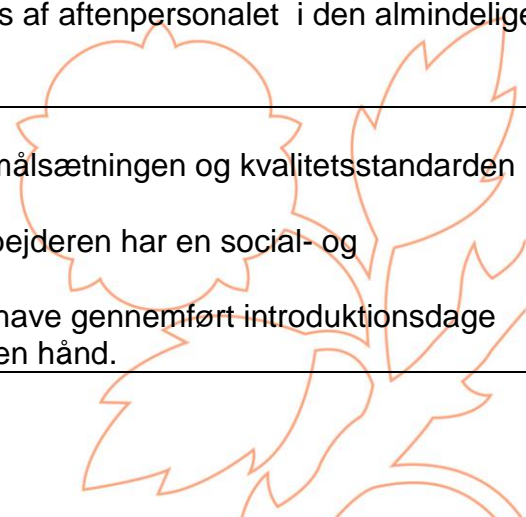 s af aftenpersonalet i den almindelige
målsætningen og kvalitetsstandarden
bejderen har en social- og
have gennemført introduktionsdage
en hånd.